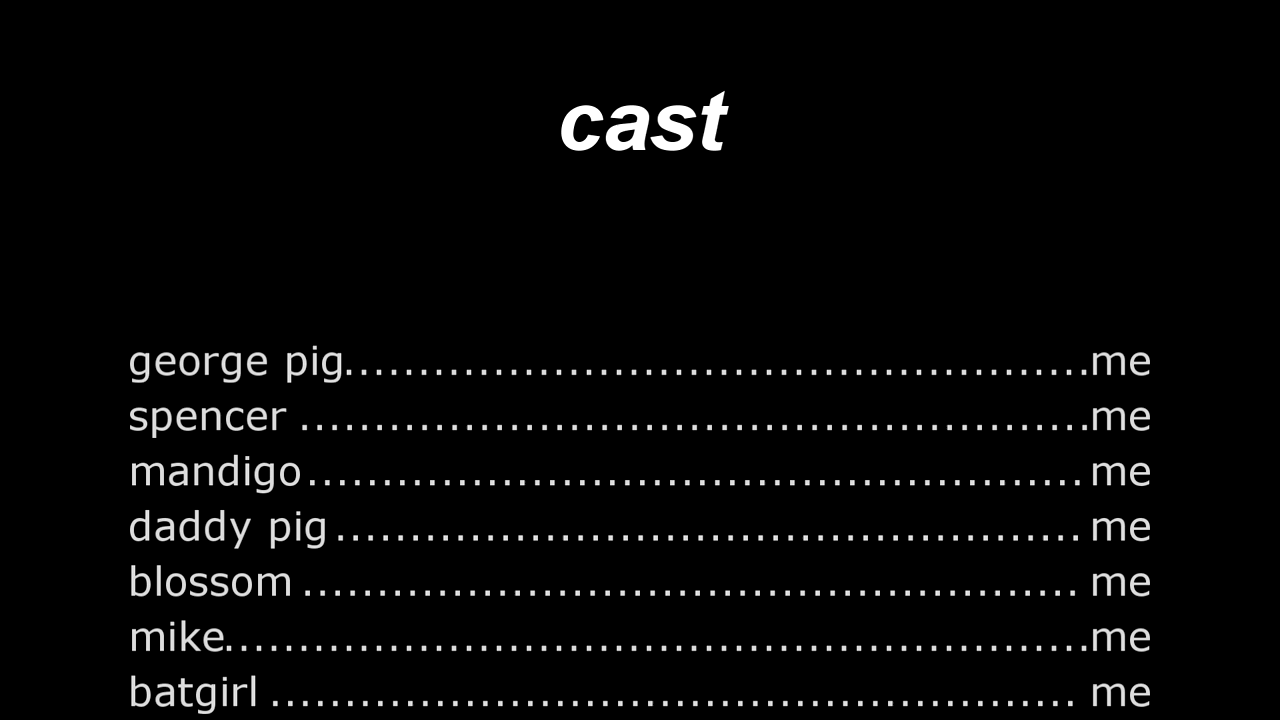 cast
george pig..................................................me
spencer .....................................................me
mandigo.................................................... me
daddy pig.................................................. me
blossom .................................................... me
mike..........................................................me
batgirl ...................................................... me